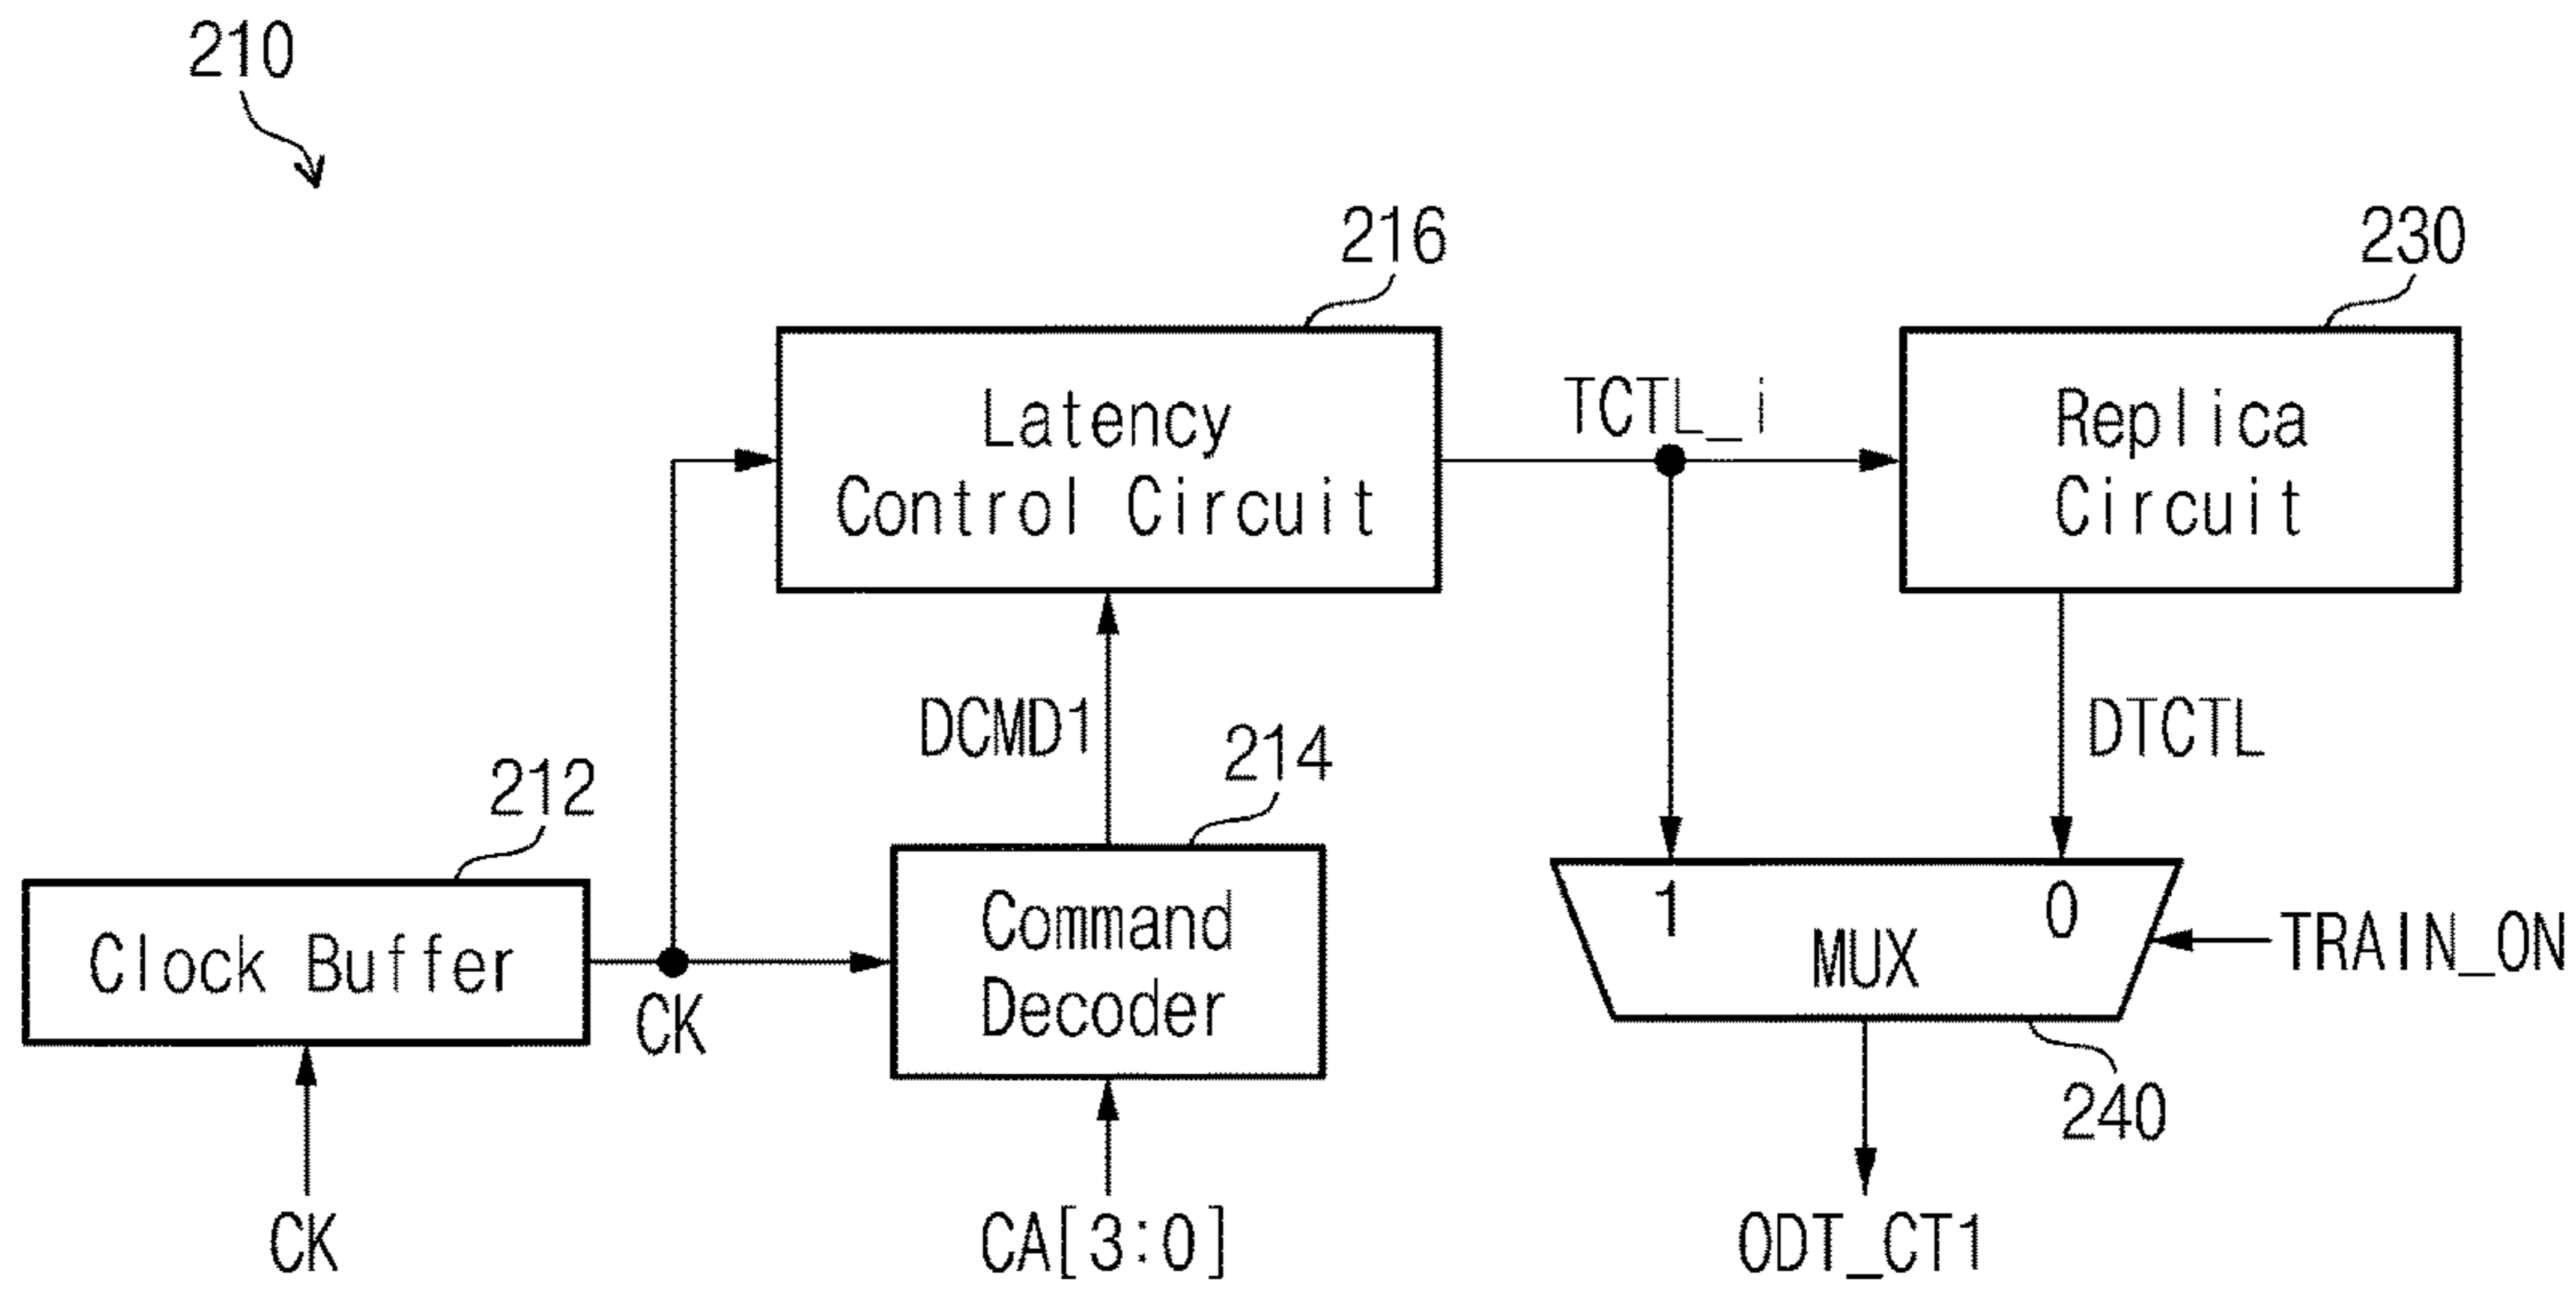 210
216
230
Latency
Control Circuit
TCTL_i
Replica
Circuit
DCMD1
DTCTL
212
214
Clock Buffer
CK
Command
Decoder
1
0
MUX
TRAIN_ON
240
CK
CA[3:0]
ODT_CT1